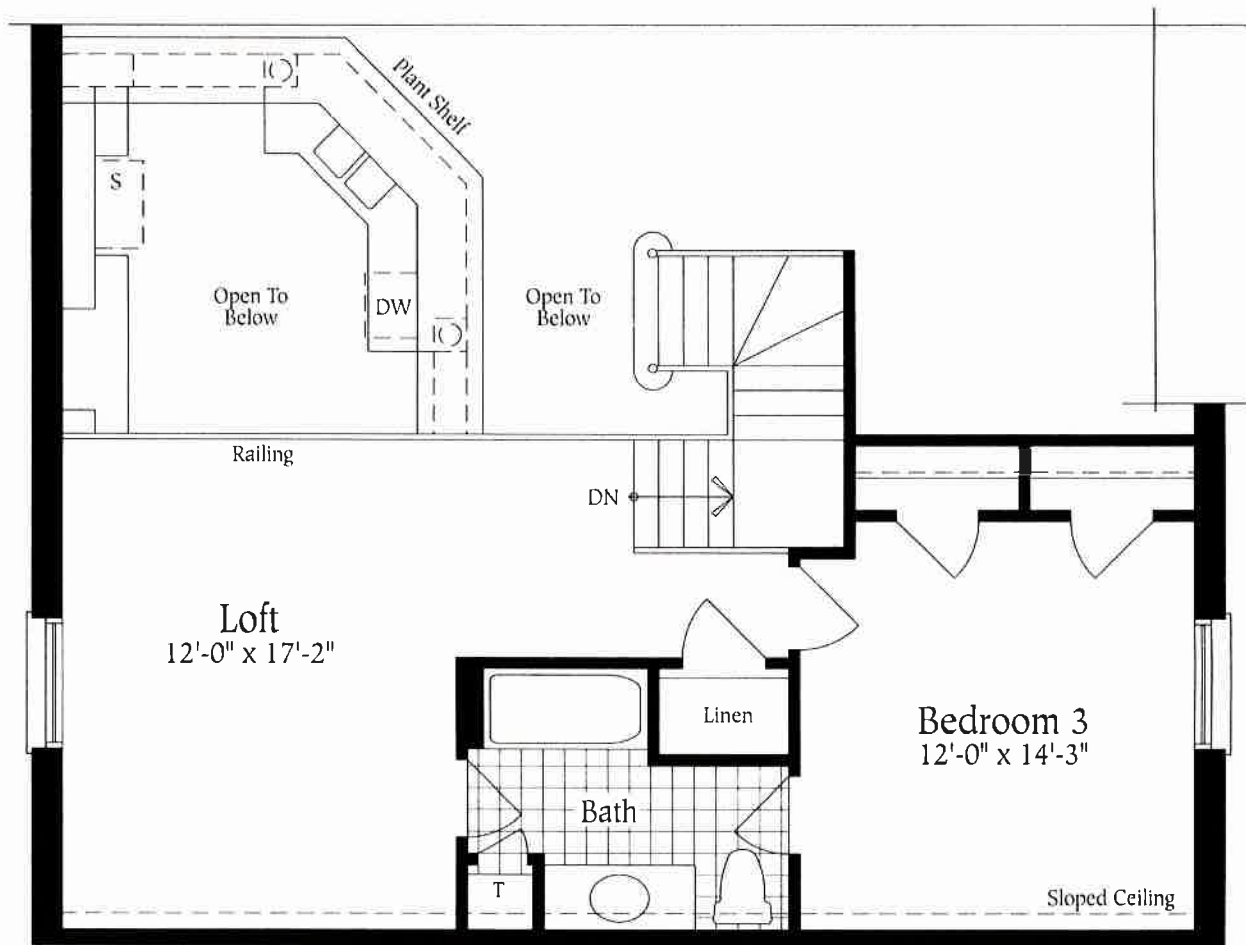 Plant Shelf
S
Open To
Below
DW
Open To
Below
Railing
DN
Loft
12'-0" x 17'-2"
Linen
Bedroom 3
12'-0" x 14'-3"
Bath
T
Sloped Ceiling